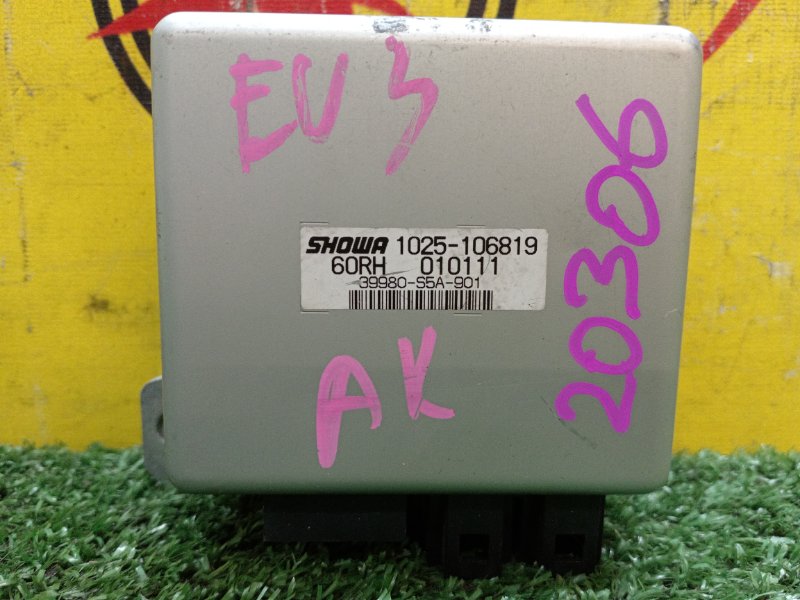 EU3
SHOWA 1025-106819
60RH 010111
39980-S5A-901
AK
20306